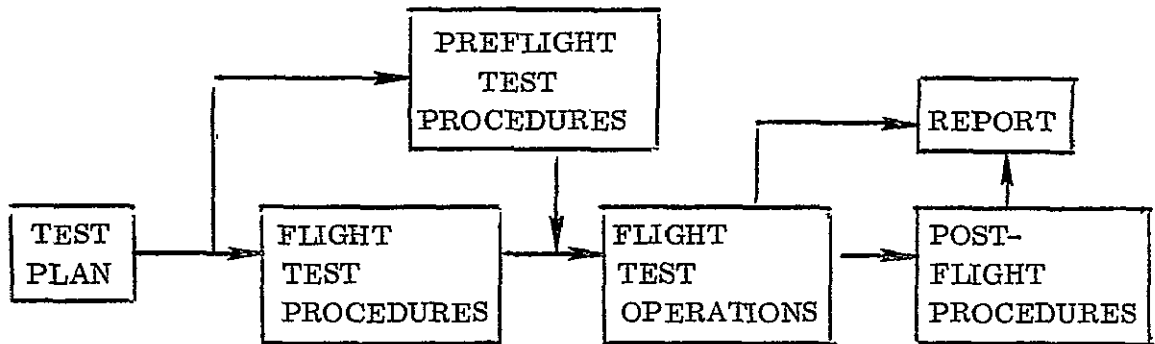 PREFLIGHT
TEST
PROCEDURES
REPORT
TEST
PLAN
FLIGHT
TEST
PROCEDURES
FLIGHT
TEST
OPERATIONS
POST-
FLIGHT
PROCEDURES